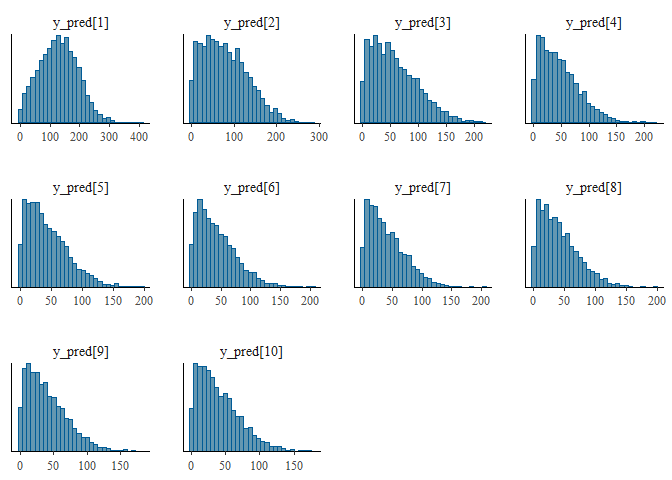 y_pred[1] y_pred[2] y_pred[3] y_pred[4]
0 100 200 300 400 0 100 200 300 0 50 100 150 200 0 50 100 150 200
y_pred[5] y_pred[6] y_pred[7] y_pred[8]
0 50 100 150 200 0 50 100 150 200 0 50 100 150 200 0 50 100 150 200
y_pred[9] y_pred[10]
0 50 100 150 0 50 100 150